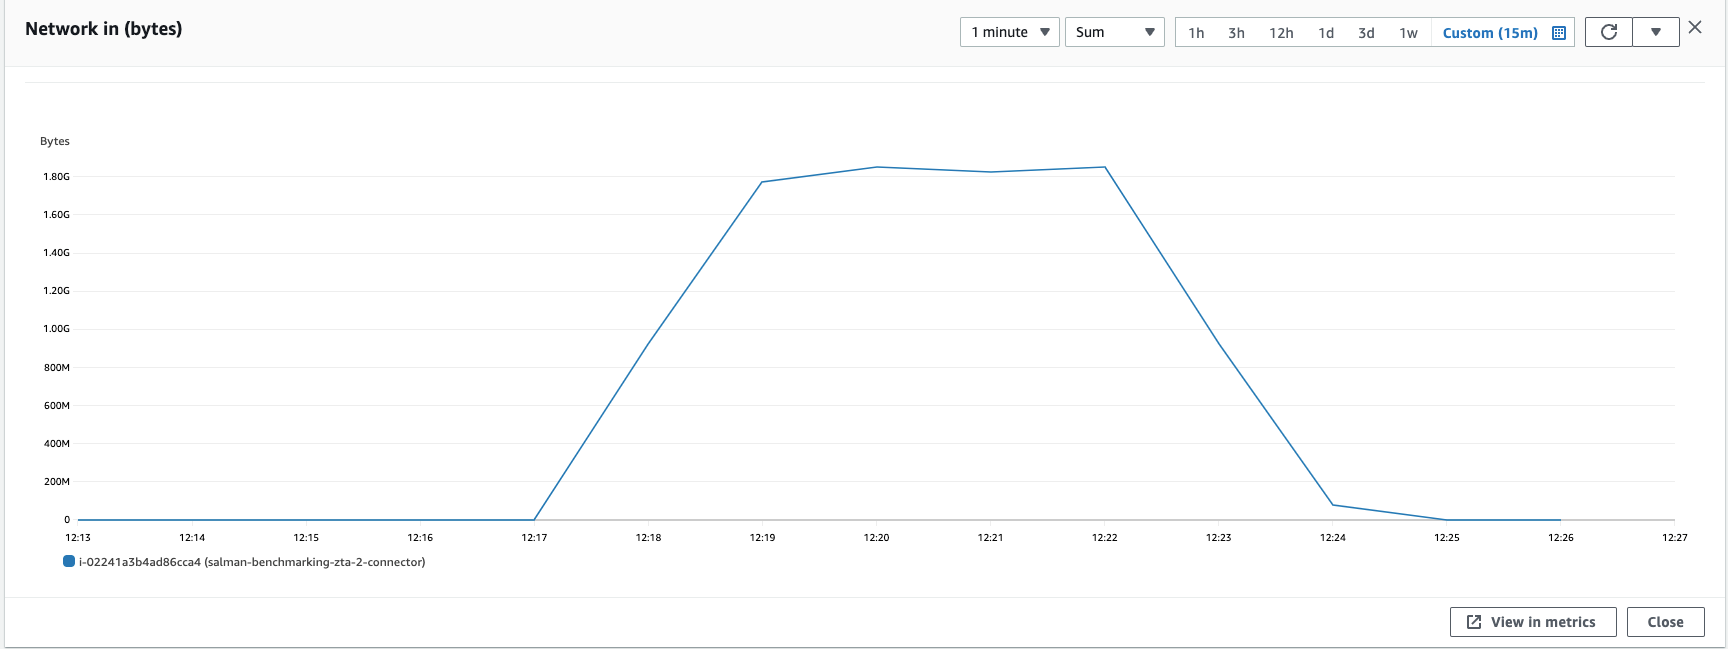 Network in (bytes)
1 minute
Sum
1h 3h 12h 1d 3d 1w Custom (15m)
Bytes
1.80G
1.60G
1.40G
1.20G
1.00G
800M
600M
400M
200M
0
12:13 12:14 12:15 12:16 12:17 12:18 12:19 12:20 12:21 12:22 12:23 12:24 12:25 12:26 12:27
i-02241a3b4ad86cca4 (salman-benchmarking-zta-2-connector)
View in metrics
Close